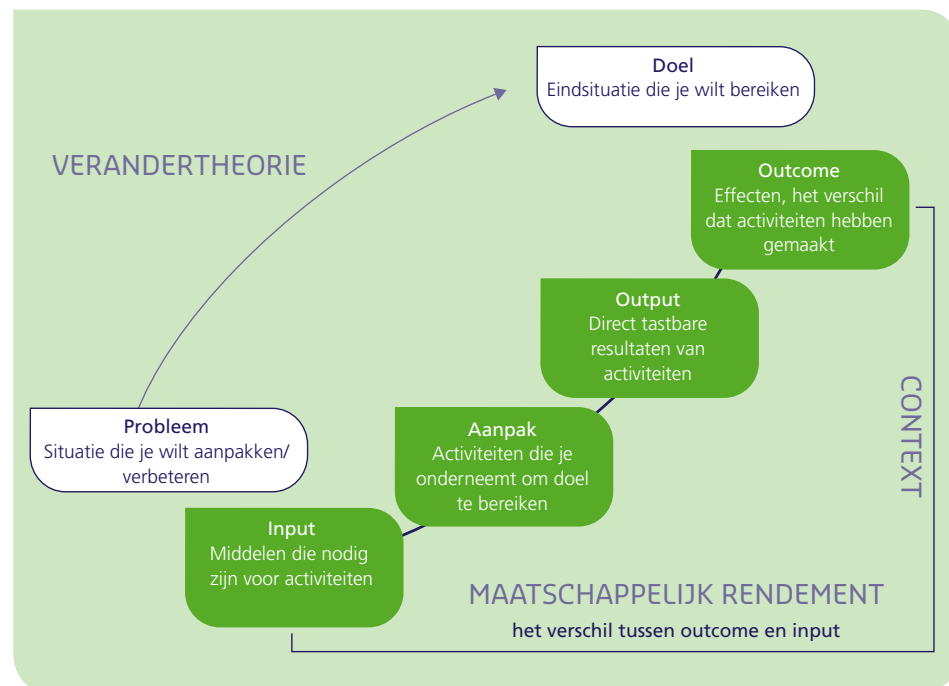 Doel
Eindsituatie die je wilt bereiken
VERANDERTHEORIE
Outcome
Effecten, het verschil
dat activiteiten hebben
gemaakt
Output
Direct tastbare
resultaten van
activiteiten
CONTEXT
Probleem
Situatie die je wilt aanpakken/
verbeteren
Aanpak
Activiteiten die je
onderneemt om doel
te bereiken
Input
Middelen die nodig
zijn voor activiteiten
MAATSCHAPPELIJK RENDEMENT
het verschil tussen outcome en input